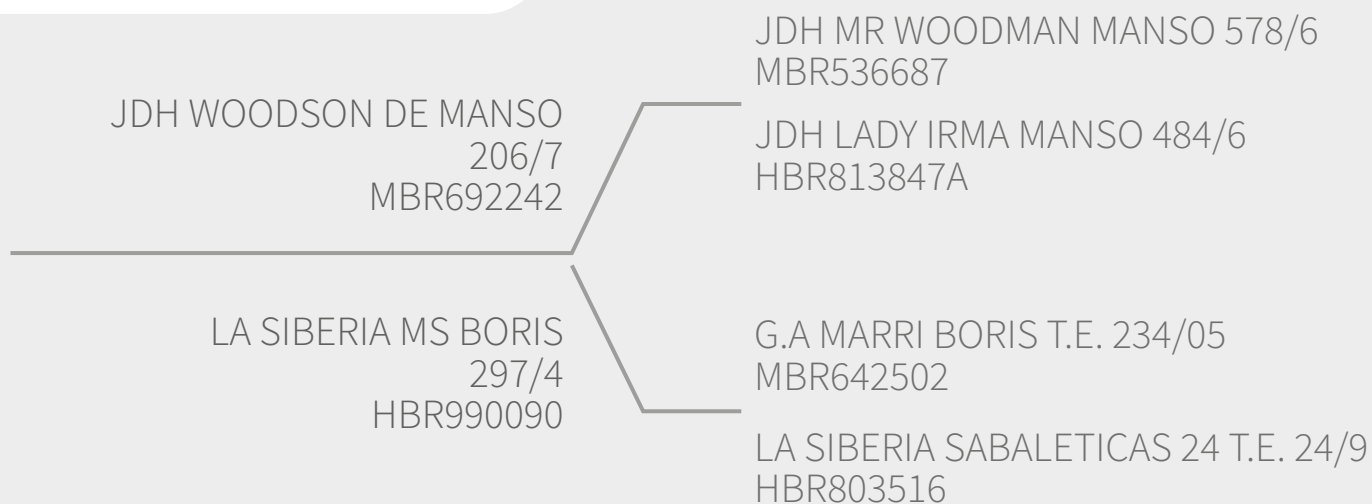 JDH WOODSON DE MANSO
206/7
MBR692242
LA SIBERIA MS BORIS
297/4
HBR990090
JDH MR WOODMAN MANSO 578/6
MBR536687
JDH LADY IRMA MANSO 484/6
HBR813847A
G.A MARRI BORIS T.E. 234/05
MBR642502
LA SIBERIA SABALETICAS 24 T.E. 24/9
HBR803516